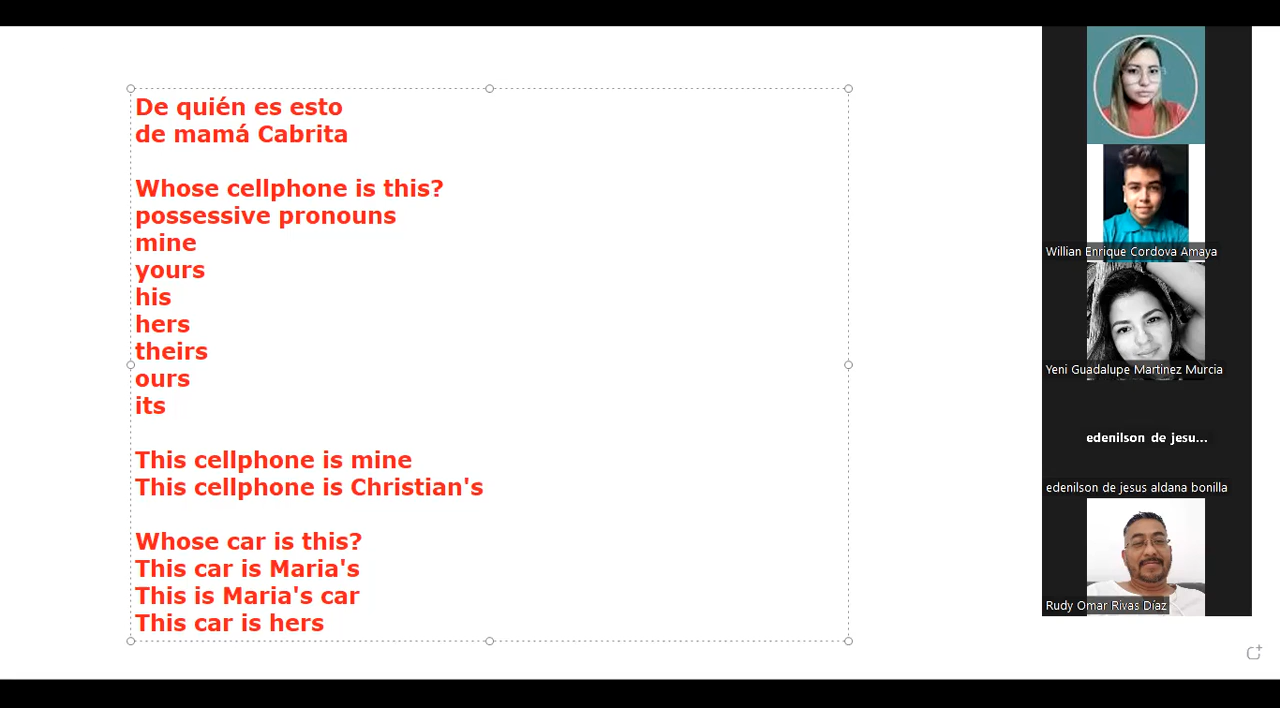 De quién es esto
de mamá Cabrita
Whose cellphone is this?
possessive pronouns
mine
yours
his
hers
theirs
ours
its
This cellphone is mine
This cellphone is Christian's
Whose car is this?
This car is Maria's
This is Maria's car
This car is hers
Willian Enrique Cordova Amaya
Yeni Guadalupe Martinez Murcia
edenilson de jesu...
edenilson de jesus aldana bonilla
Rudy Omar Rivas Díaz